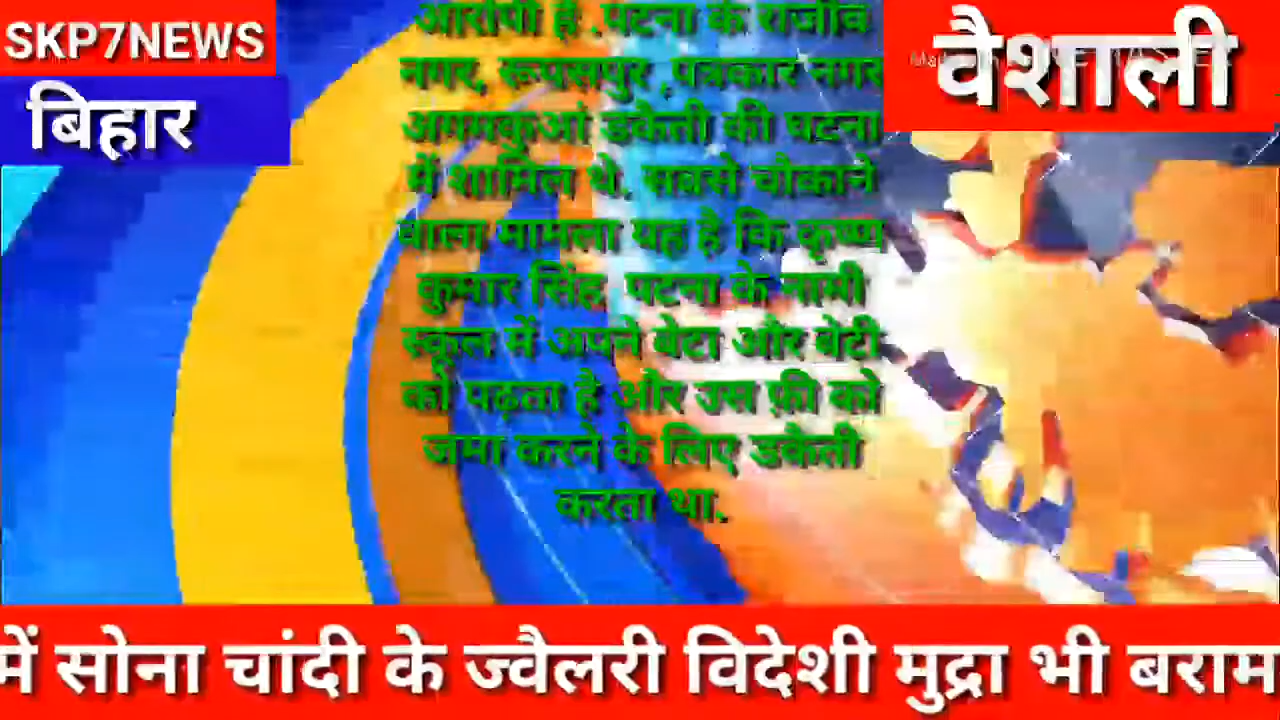 SKP7NEWS
बिहार
वैशाली
आरोपी है .पटना के राजीव
नगर, रूपसपुर ,पत्रकार नगर
अगमकुआं डकैती की घटना
में शामिल थे. सबसे चौकाने
वाला मामला यह है कि कृष्ण
कुमार सिंह पटना के नामी
स्कूल में अपने बेटा और बेटी
को पढ़ता है और उस फ़ी को
जमा करने के लिए डकैती
करता था.
में सोना चांदी के ज्वैलरी विदेशी मुद्रा भी बराम